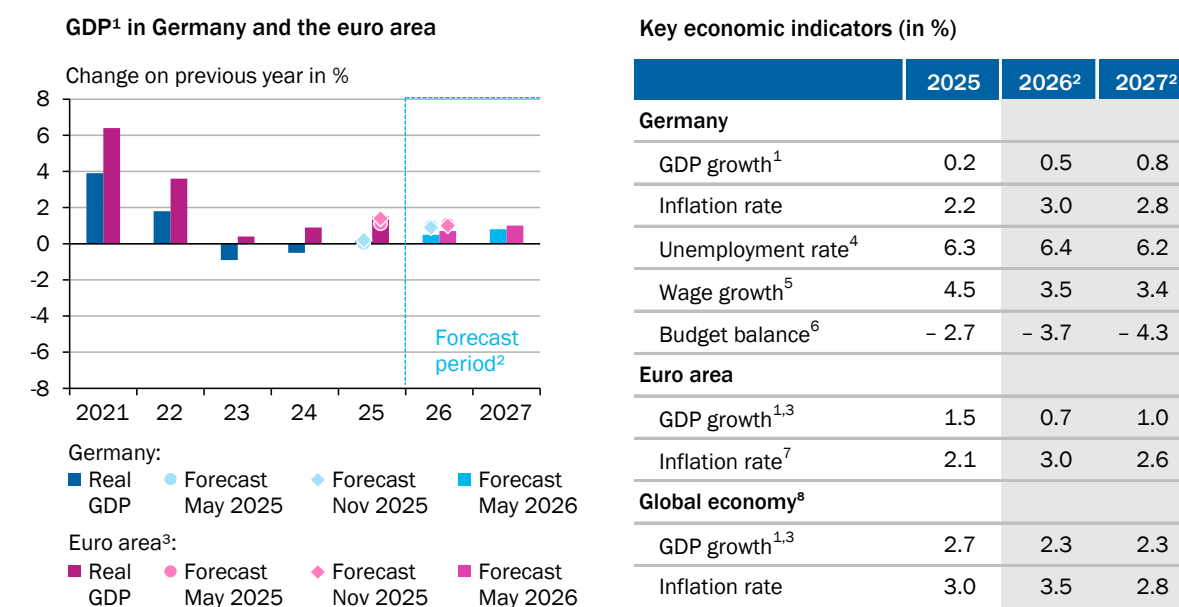 GDP¹ in Germany and the euro area
Change on previous year in %
8
6
4
2
0
-2
-4
-6
-8
Forecast
period²
2021 22 23 24 25 26 2027
Germany:
Real GDP
Forecast May 2025
Forecast Nov 2025
Forecast May 2026
Euro area³:
Real GDP
Forecast May 2025
Forecast Nov 2025
Forecast May 2026
Key economic indicators (in %)
2025 2026² 2027²
Germany
GDP growth¹ 0.2 0.5 0.8
Inflation rate 2.2 3.0 2.8
Unemployment rate⁴ 6.3 6.4 6.2
Wage growth⁵ 4.5 3.5 3.4
Budget balance⁶ – 2.7 – 3.7 – 4.3
Euro area
GDP growth¹,³ 1.5 0.7 1.0
Inflation rate⁷ 2.1 3.0 2.6
Global economy⁸
GDP growth¹,³ 2.7 2.3 2.3
Inflation rate 3.0 3.5 2.8